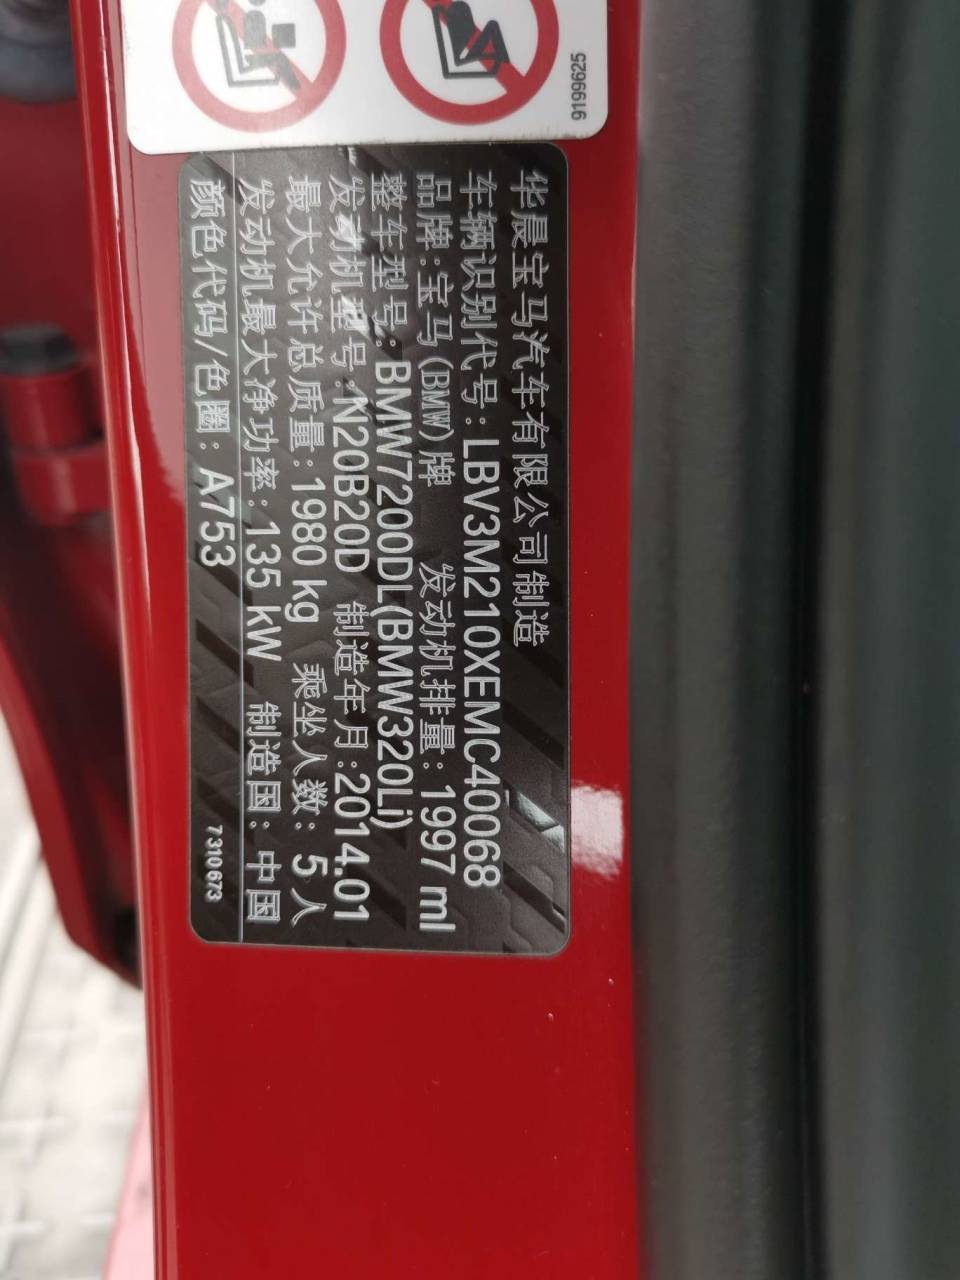 9199625
华晨宝马汽车有限公司制造
车辆识别代号:LBV3M210XEMC40068
品牌:宝马(BMW)牌 发动机排量:1997 ml
整车型号:BMW7200DL(BMW320Li)
发动机型号:N20B20D 制造年月:2014.01
最大允许总质量:1980 kg 乘坐人数:5人
发动机最大净功率:135 kW 制造国:中国
颜色代码/色圈:A753
7310673